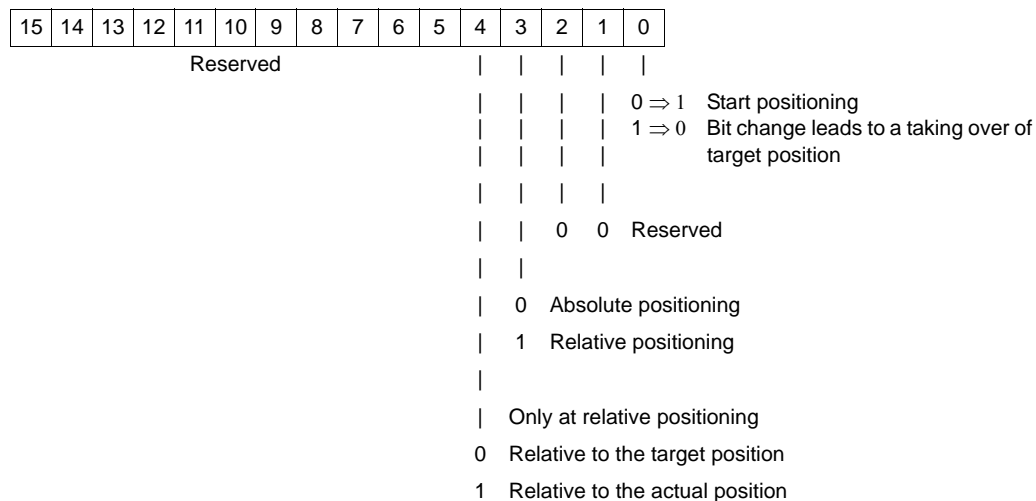 15 14 13 12 11 10 9 8 7 6 5 4 3 2 1 0
Reserved | | | | |
| | | | 0 ⇒ 1 Start positioning
| | | | 1 ⇒ 0 Bit change leads to a taking over of
| | | | target position
| | | |
| | 0 0 Reserved
| |
| 0 Absolute positioning
| 1 Relative positioning
|
| Only at relative positioning
0 Relative to the target position
1 Relative to the actual position